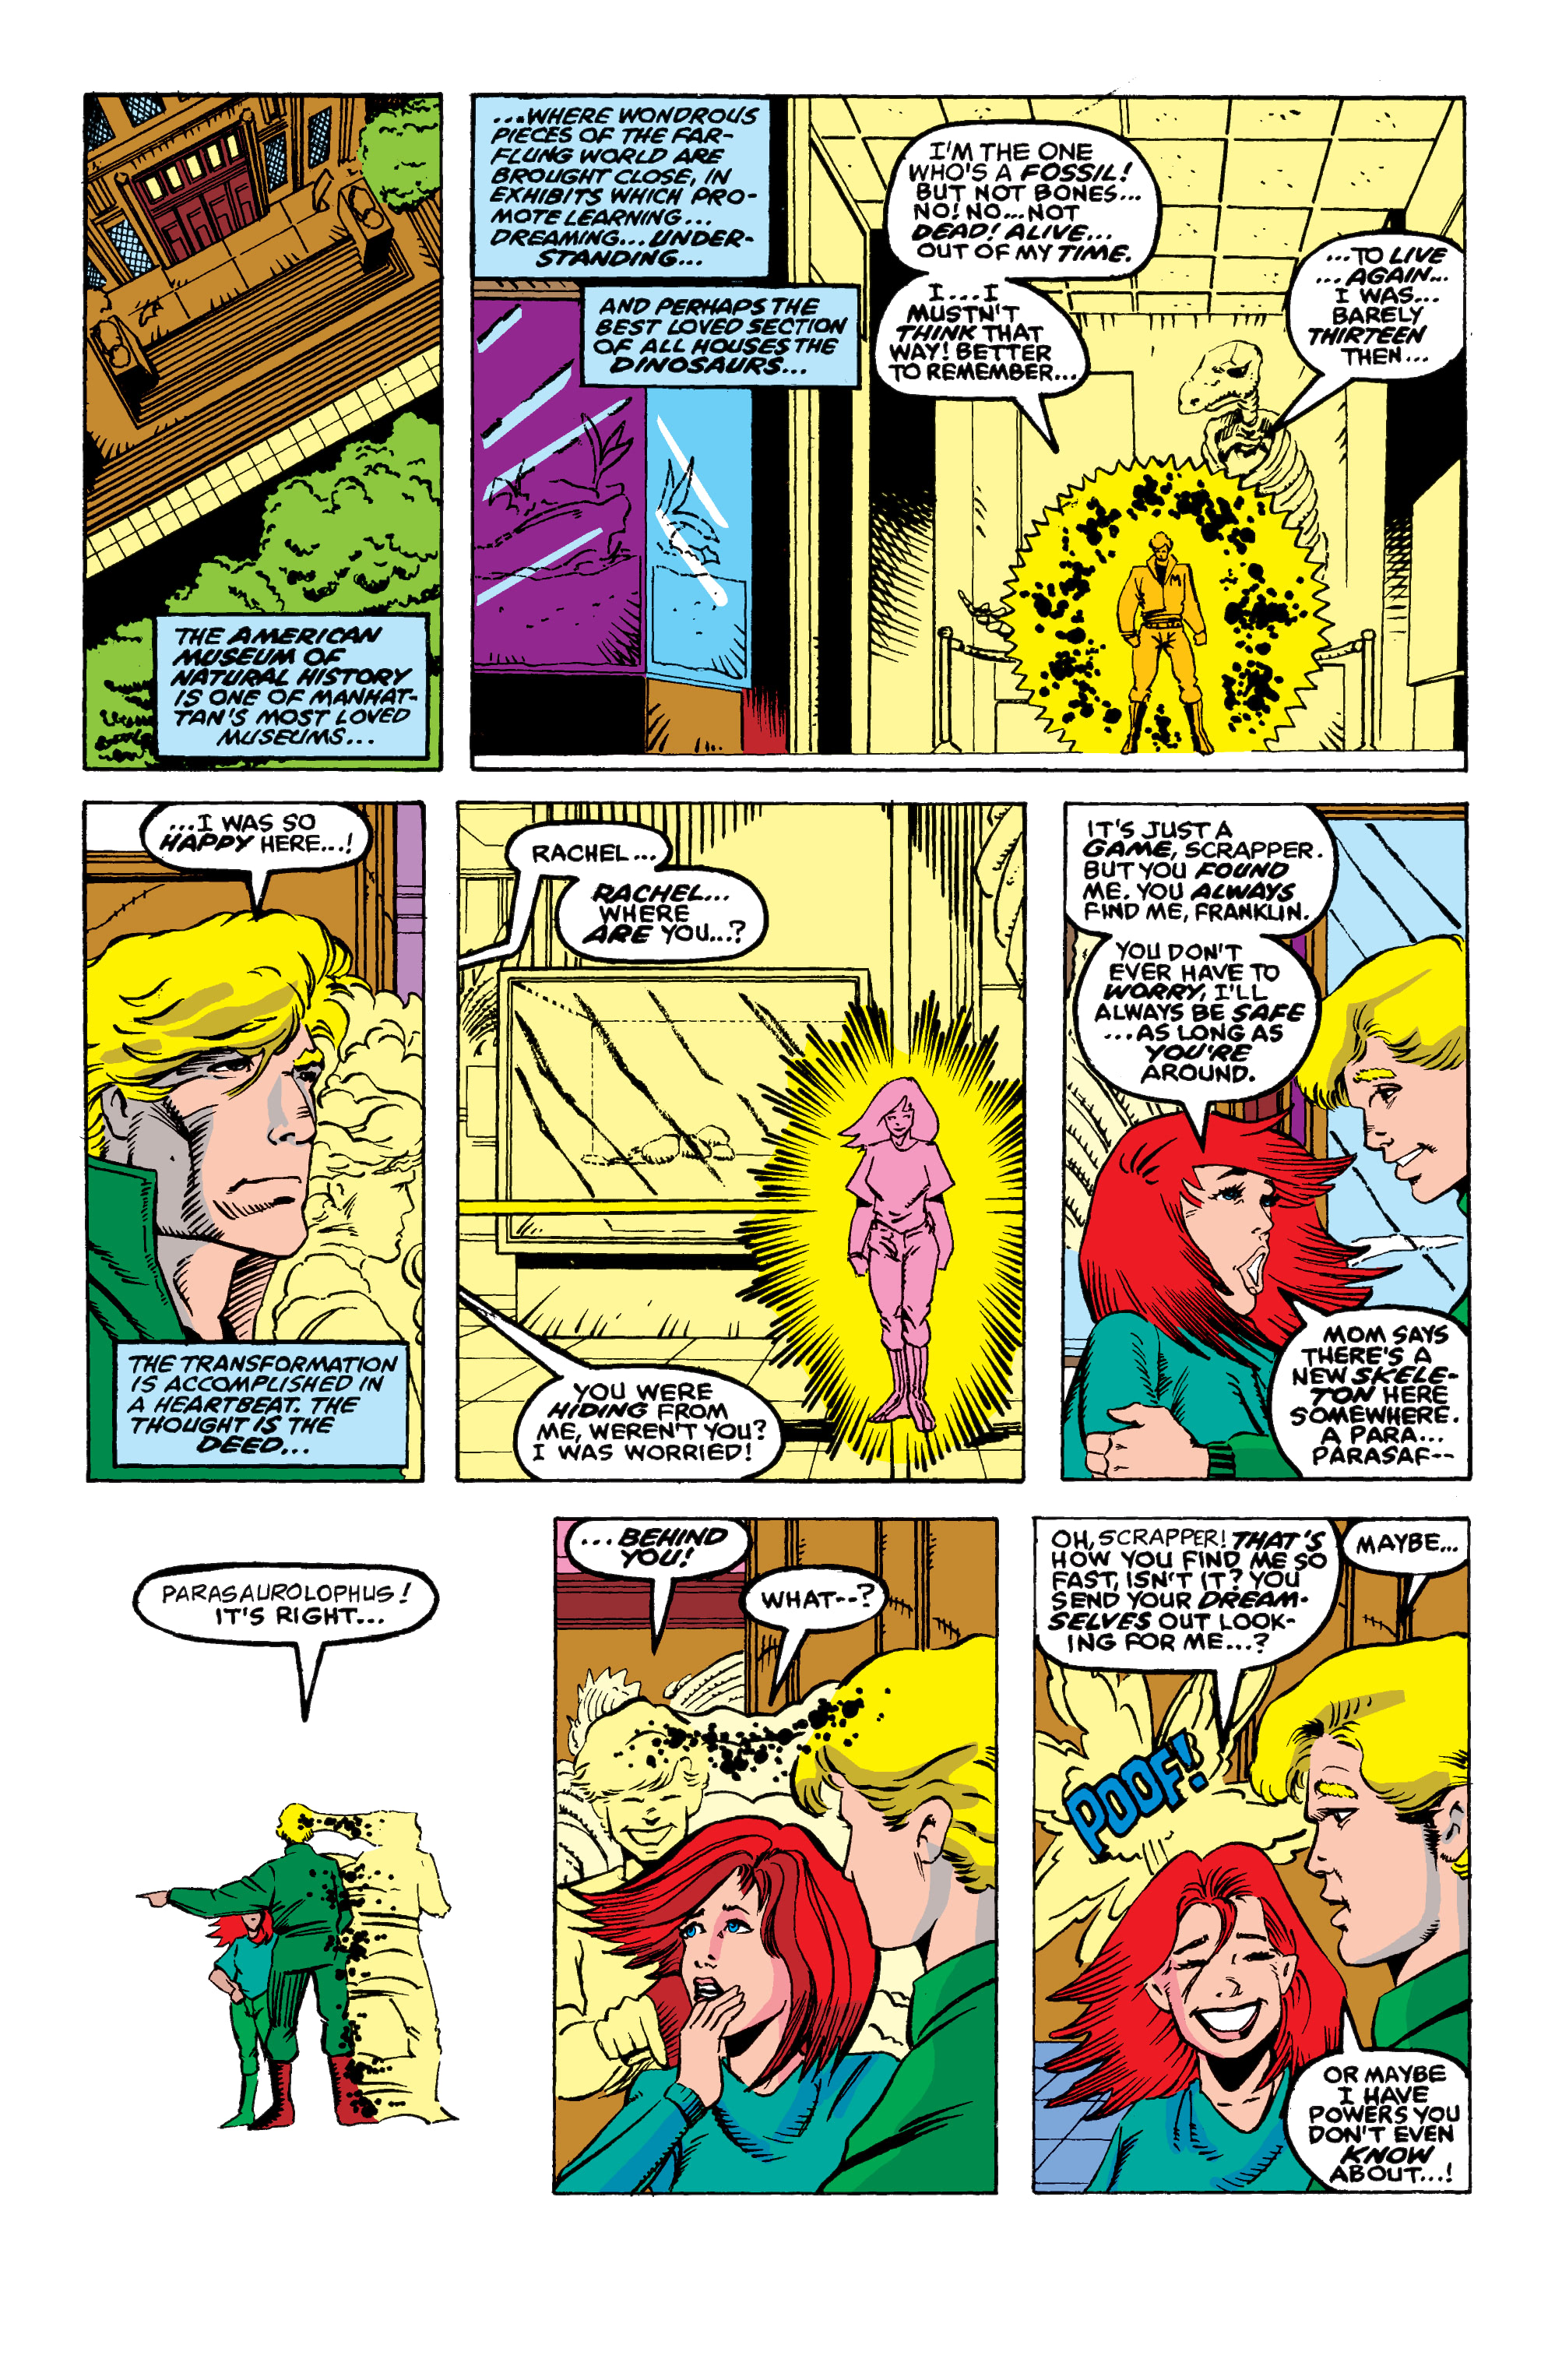 THE AMERICAN
MUSEUM OF
NATURAL HISTORY
IS ONE OF MANHAT-
TAN'S MOST LOVED
MUSEUMS...
...WHERE WONDROUS
PIECES OF THE FAR-
FLUNG WORLD ARE
BROUGHT CLOSE, IN
EXHIBITS WHICH PRO-
MOTE LEARNING...
DREAMING... UNDER-
STANDING...
AND PERHAPS THE
BEST LOVED SECTION
OF ALL HOUSES THE
DINOSAURS...
I'M THE ONE
WHO'S A FOSSIL!
BUT NOT BONES...
NO! NO... NOT
DEAD! ALIVE...
OUT OF MY TIME.
I... I
MUSTN'T
THINK THAT
WAY! BETTER
TO REMEMBER...
...TO LIVE
...AGAIN...
I WAS...
BARELY
THIRTEEN
THEN...
M
...I WAS SO
HAPPY HERE...!
THE TRANSFORMATION
IS ACCOMPLISHED IN
A HEARTBEAT. THE
THOUGHT IS THE
DEED...
RACHEL...
RACHEL...
WHERE
ARE YOU...?
YOU WERE
HIDING FROM
ME, WEREN'T YOU?
I WAS WORRIED!
IT'S JUST A
GAME, SCRAPPER.
BUT YOU FOUND
ME. YOU ALWAYS
FIND ME, FRANKLIN.
YOU DON'T
EVER HAVE TO
WORRY, I'LL
ALWAYS BE SAFE
...AS LONG AS
YOU'RE
AROUND.
MOM SAYS
THERE'S A
NEW SKELE-
TON HERE
SOMEWHERE.
A PARA...
PARASAF--
PARASAUROLOPHUS!
IT'S RIGHT...
...BEHIND
YOU!
WHAT--?
OH, SCRAPPER! THAT'S
HOW YOU FIND ME SO
FAST, ISN'T IT? YOU
SEND YOUR DREAM-
SELVES OUT LOOK-
ING FOR ME...?
MAYBE...
POOF!
OR MAYBE
I HAVE
POWERS YOU
DON'T EVEN
KNOW
ABOUT...!